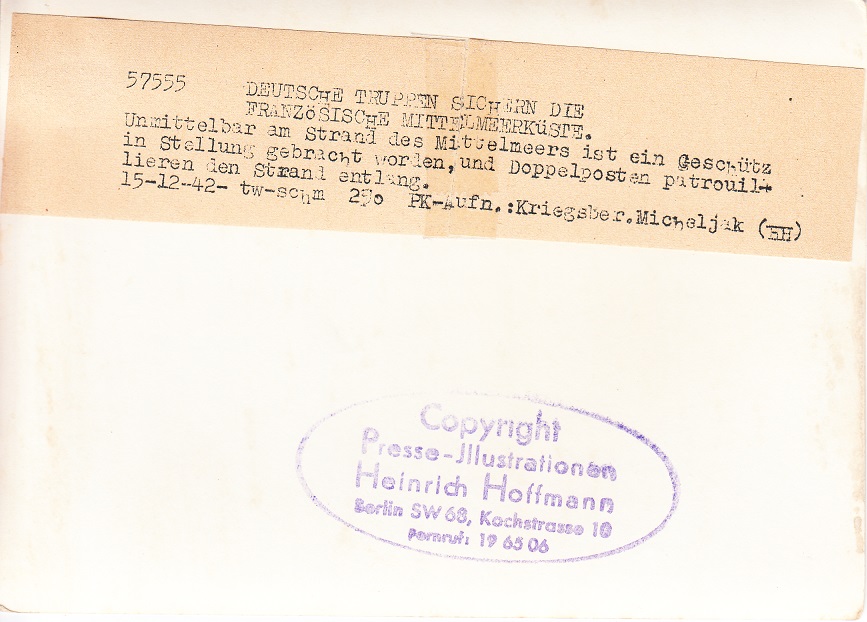 57555 DEUTSCHE TRUPPEN SICHERN DIE
FRANZÖSISCHE MITTELMEERKÜSTE.
Unmittelbar am Strand des Mittelmeers ist ein Geschütz
in Stellung gebracht worden, und Doppelposten patrouil-
lieren den Strand entlang.
15-12-42- tw-schm 250 PK-Aufn.:Kriegsber.Micheljak (HH)
Copyright
Presse-Jllustrationen
Heinrich Hoffmann
Berlin SW 68, Kochstrasse 10
Fernruf: 19 65 06